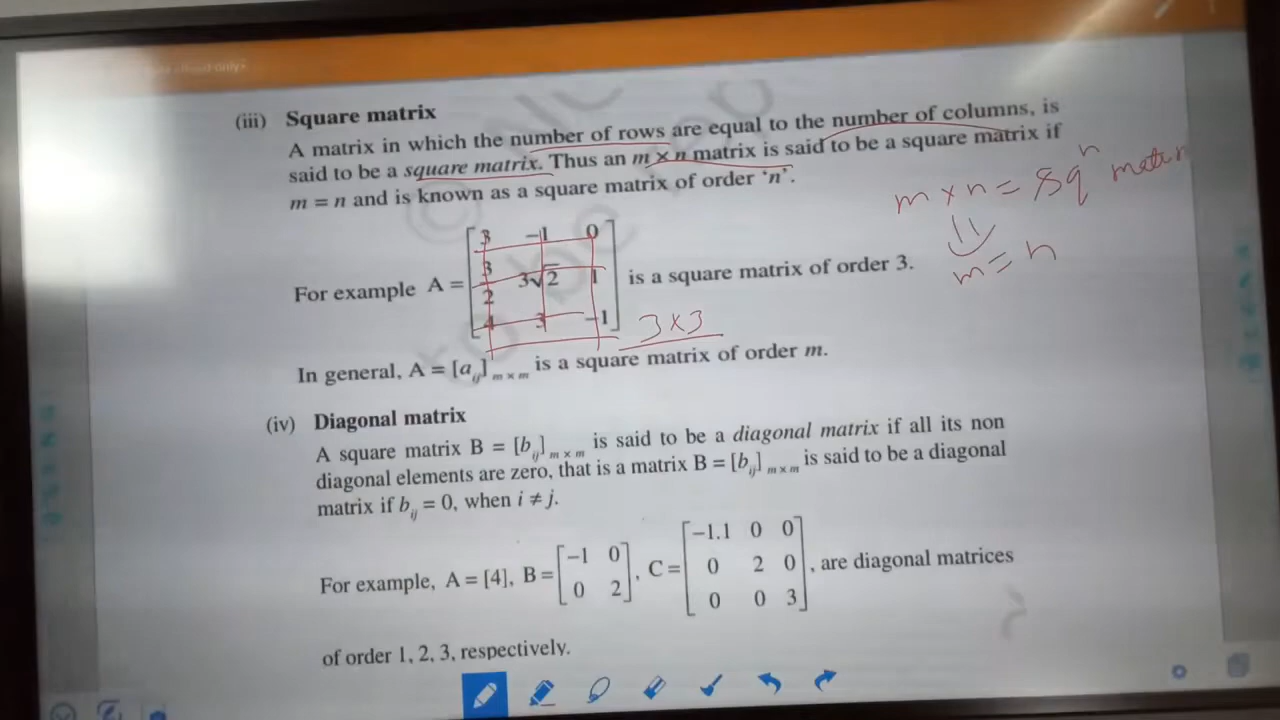 (iii) Square matrix
A matrix in which the number of rows are equal to the number of columns, is
said to be a square matrix. Thus an m × n matrix is said to be a square matrix if
m = n and is known as a square matrix of order ‘n’.
m × n = sqⁿ
m = n
3 -1 0
For example A = 3/2 3√2 1 is a square matrix of order 3.
4 3 -1
3×3
In general, A = [a_ij] m × m is a square matrix of order m.
(iv) Diagonal matrix
A square matrix B = [b_ij] m × m is said to be a diagonal matrix if all its non
diagonal elements are zero, that is a matrix B = [b_ij] m × m is said to be a diagonal
matrix if b_ij = 0, when i ≠ j.
-1.1 0 0
For example, A = [4], B = [-1 0; 0 2], C = 0 2 0, are diagonal matrices
0 0 3
of order 1, 2, 3, respectively.